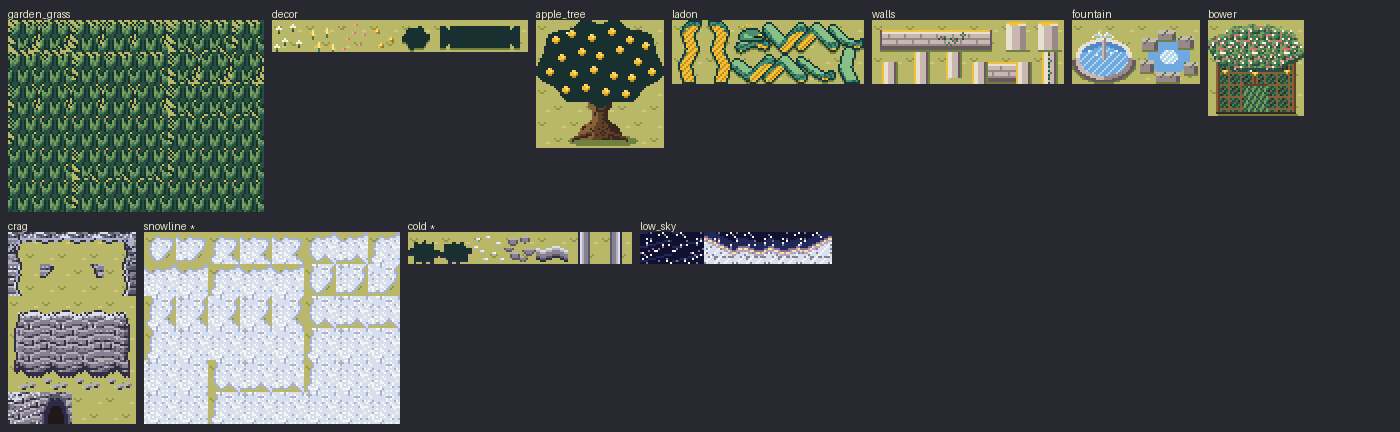 garden_grass decor apple_tree ladon walls fountain bower
crag snowline * cold * low_sky